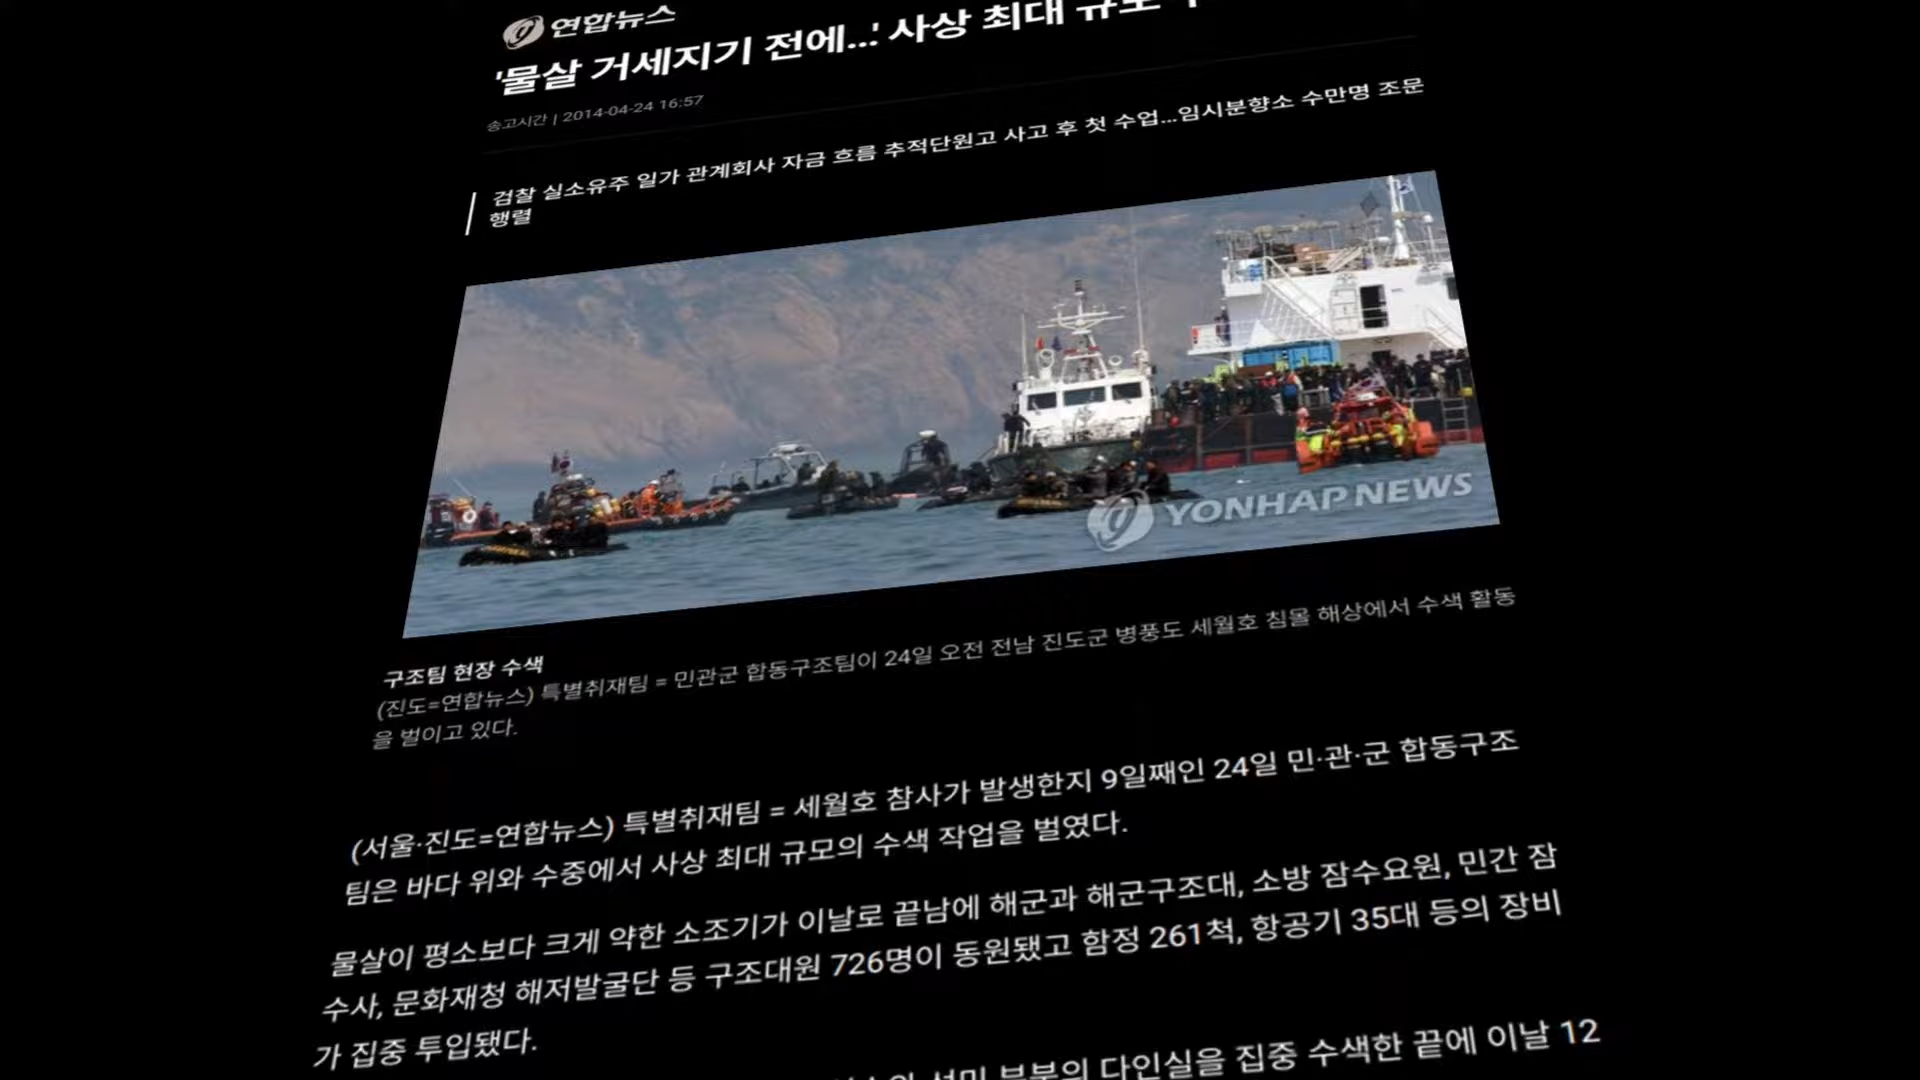 연합뉴스
'물살 거세지기 전에...' 사상 최대 규모
송고시간 | 2014-04-24 16:57
검찰 실소유주 일가 관계회사 자금 흐름 추적단원고 사고 후 첫 수업...임시분향소 수만명 조문
행렬
YONHAP NEWS
구조팀 현장 수색
(진도=연합뉴스) 특별취재팀 = 민관군 합동구조팀이 24일 오전 전남 진도군 병풍도 세월호 침몰 해상에서 수색 활동
을 벌이고 있다.
(서울·진도=연합뉴스) 특별취재팀 = 세월호 참사가 발생한지 9일째인 24일 민·관·군 합동구조
팀은 바다 위와 수중에서 사상 최대 규모의 수색 작업을 벌였다.
물살이 평소보다 크게 약한 소조기가 이날로 끝남에 해군과 해군구조대, 소방 잠수요원, 민간 잠
수사, 문화재청 해저발굴단 등 구조대원 726명이 동원됐고 함정 261척, 항공기 35대 등의 장비
가 집중 투입됐다.
다인실을 집중 수색한 끝에 이날 12